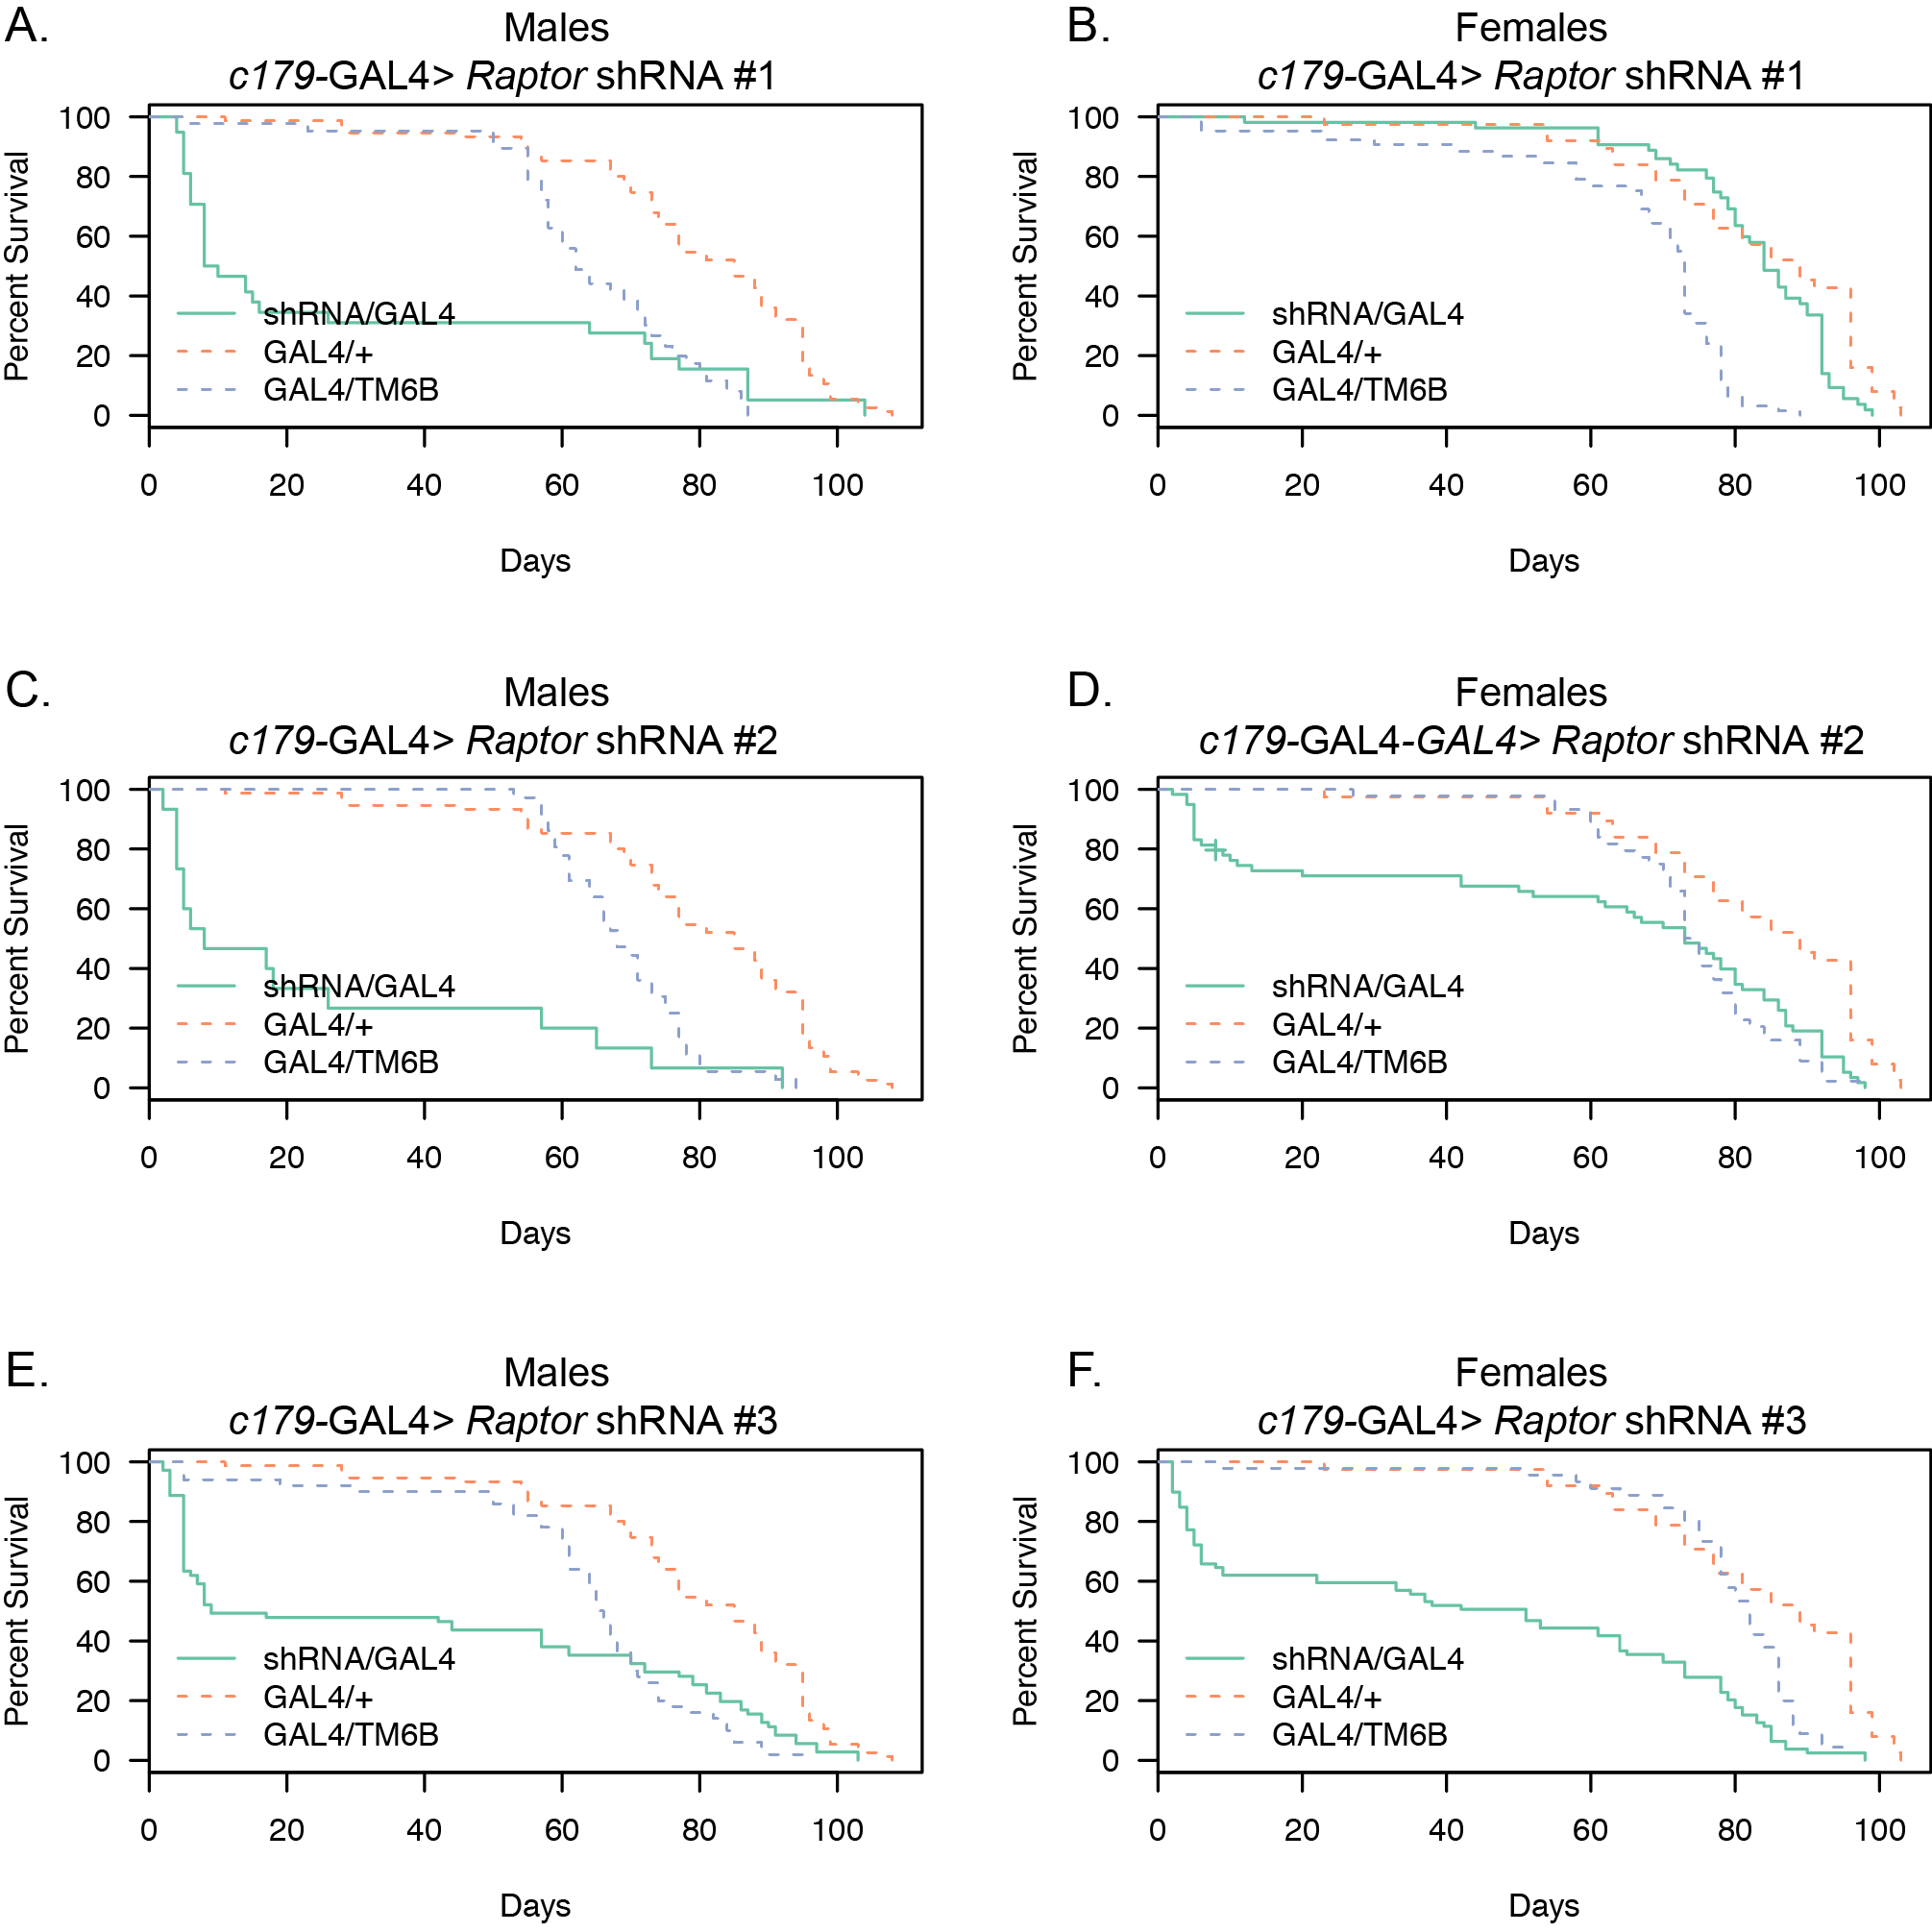 A.
Males
c179-GAL4> Raptor shRNA #1
Percent Survival
100
80
60
40
20
0
shRNA/GAL4
GAL4/+
GAL4/TM6B
0 20 40 60 80 100
Days
B.
Females
c179-GAL4> Raptor shRNA #1
Percent Survival
100
80
60
40
20
0
shRNA/GAL4
GAL4/+
GAL4/TM6B
0 20 40 60 80 100
Days
C.
Males
c179-GAL4> Raptor shRNA #2
Percent Survival
100
80
60
40
20
0
shRNA/GAL4
GAL4/+
GAL4/TM6B
0 20 40 60 80 100
Days
D.
Females
c179-GAL4-GAL4> Raptor shRNA #2
Percent Survival
100
80
60
40
20
0
shRNA/GAL4
GAL4/+
GAL4/TM6B
0 20 40 60 80 100
Days
E.
Males
c179-GAL4> Raptor shRNA #3
Percent Survival
100
80
60
40
20
0
shRNA/GAL4
GAL4/+
GAL4/TM6B
0 20 40 60 80 100
Days
F.
Females
c179-GAL4> Raptor shRNA #3
Percent Survival
100
80
60
40
20
0
shRNA/GAL4
GAL4/+
GAL4/TM6B
0 20 40 60 80 100
Days